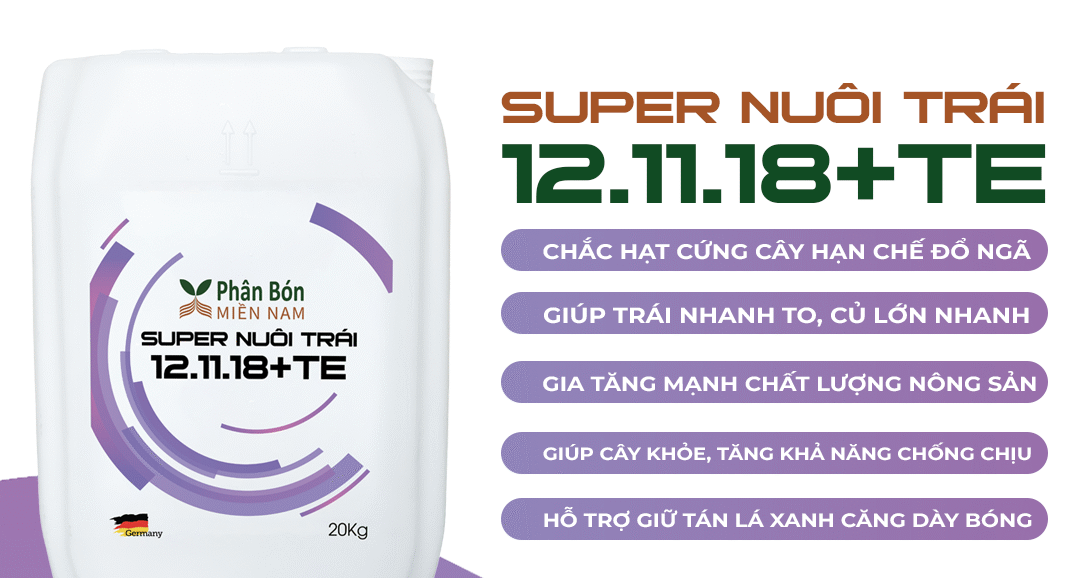 Phân Bón
MIỀN NAM
SUPER NUÔI TRÁI
12.11.18+TE
Germany
20Kg
SUPER NUÔI TRÁI
12.11.18+TE
CHẮC HẠT CỨNG CÂY HẠN CHẾ ĐỔ NGÃ
GIÚP TRÁI NHANH TO, CỦ LỚN NHANH
GIA TĂNG MẠNH CHẤT LƯỢNG NÔNG SẢN
GIÚP CÂY KHỎE, TĂNG KHẢ NĂNG CHỐNG CHỊU
HỖ TRỢ GIỮ TÁN LÁ XANH CĂNG DÀY BÓNG